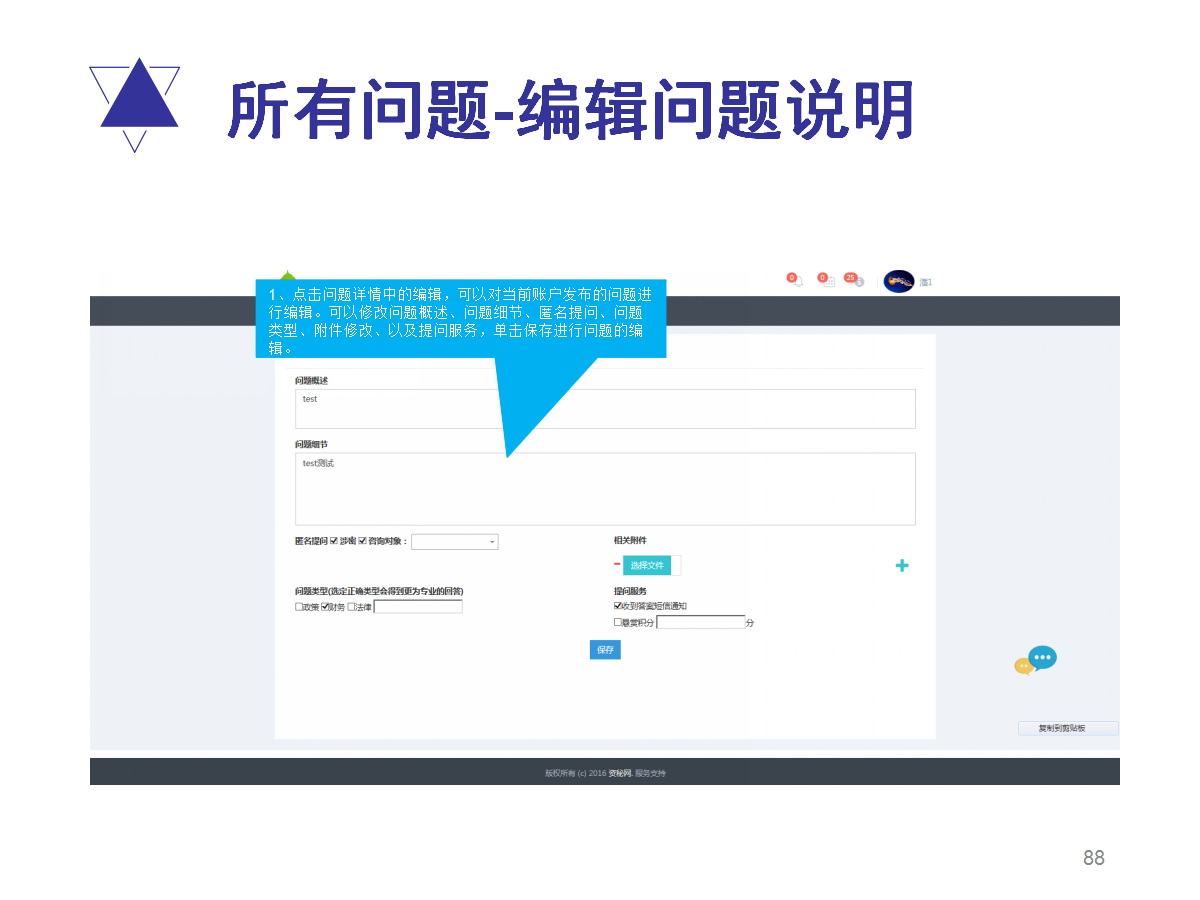 所有问题-编辑问题说明
0
0
25
1、点击问题详情中的编辑，可以对当前账户发布的问题进
行编辑。可以修改问题概述、问题细节、匿名提问、问题
类型、附件修改、以及提问服务，单击保存进行问题的编
辑。
问题概述
test
问题细节
test测试
匿名提问 涉密 咨询对象：
相关附件
选择文件
问题类型(选定正确类型会得到更为专业的回答)
政策 财务 法律
提问服务
收到答案短信通知
悬赏积分 分
保存
复制到剪贴板
版权所有 (c) 2016 资秘网. 服务支持
88